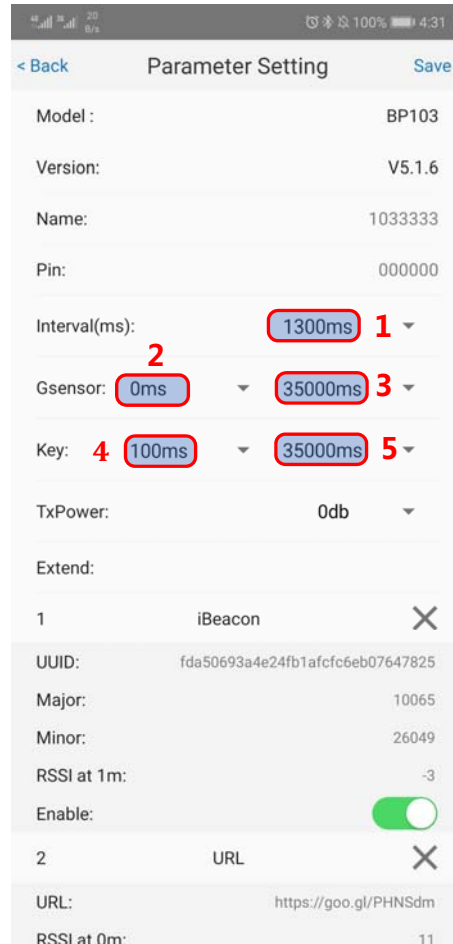 46 36 20 B/s 100% 4:31
< Back Parameter Setting Save
Model : BP103
Version: V5.1.6
Name: 1033333
Pin: 000000
Interval(ms): 1300ms 1
2
Gsensor: 0ms 35000ms 3
Key: 4 100ms 35000ms 5
TxPower: 0db
Extend:
1 iBeacon
UUID: fda50693a4e24fb1afcfc6eb07647825
Major: 10065
Minor: 26049
RSSI at 1m: -3
Enable:
2 URL
URL: https://goo.gl/PHNSdm
RSSI at 0m: 11